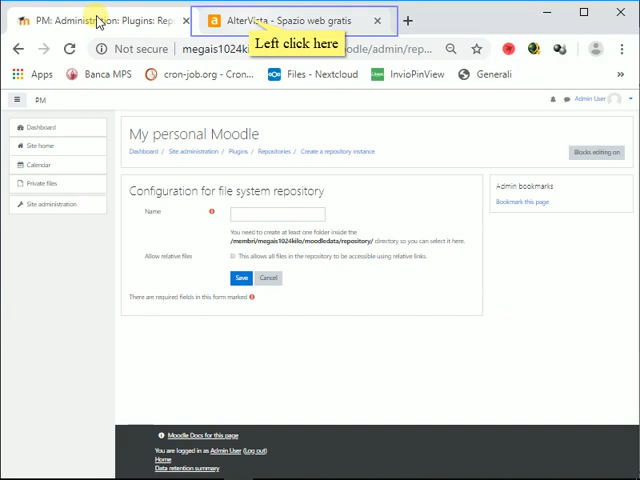 PM: Administration: Plugins: Repo
AlterVista - Spazio web gratis
Left click here
Not secure
megais1024kil
oodle/admin/rep...
Apps
Banca MPS
cron-job.org - Cron...
Files - Nextcloud
InvioPinView
Generali
»
PM
Admin User
Dashboard
Site home
Calendar
Private files
Site administration
My personal Moodle
Dashboard / Site administration / Plugins / Repositories / Create a repository instance
Blocks editing on
Configuration for file system repository
Name
You need to create at least one folder inside the
/membri/megais1024kilo/moodledata/repository/ directory so you can select it here.
Allow relative files
This allows all files in the repository to be accessible using relative links.
Save
Cancel
There are required fields in this form marked
Admin bookmarks
Bookmark this page
Moodle Docs for this page
You are logged in as Admin User (Log out)
Home
Data retention summary